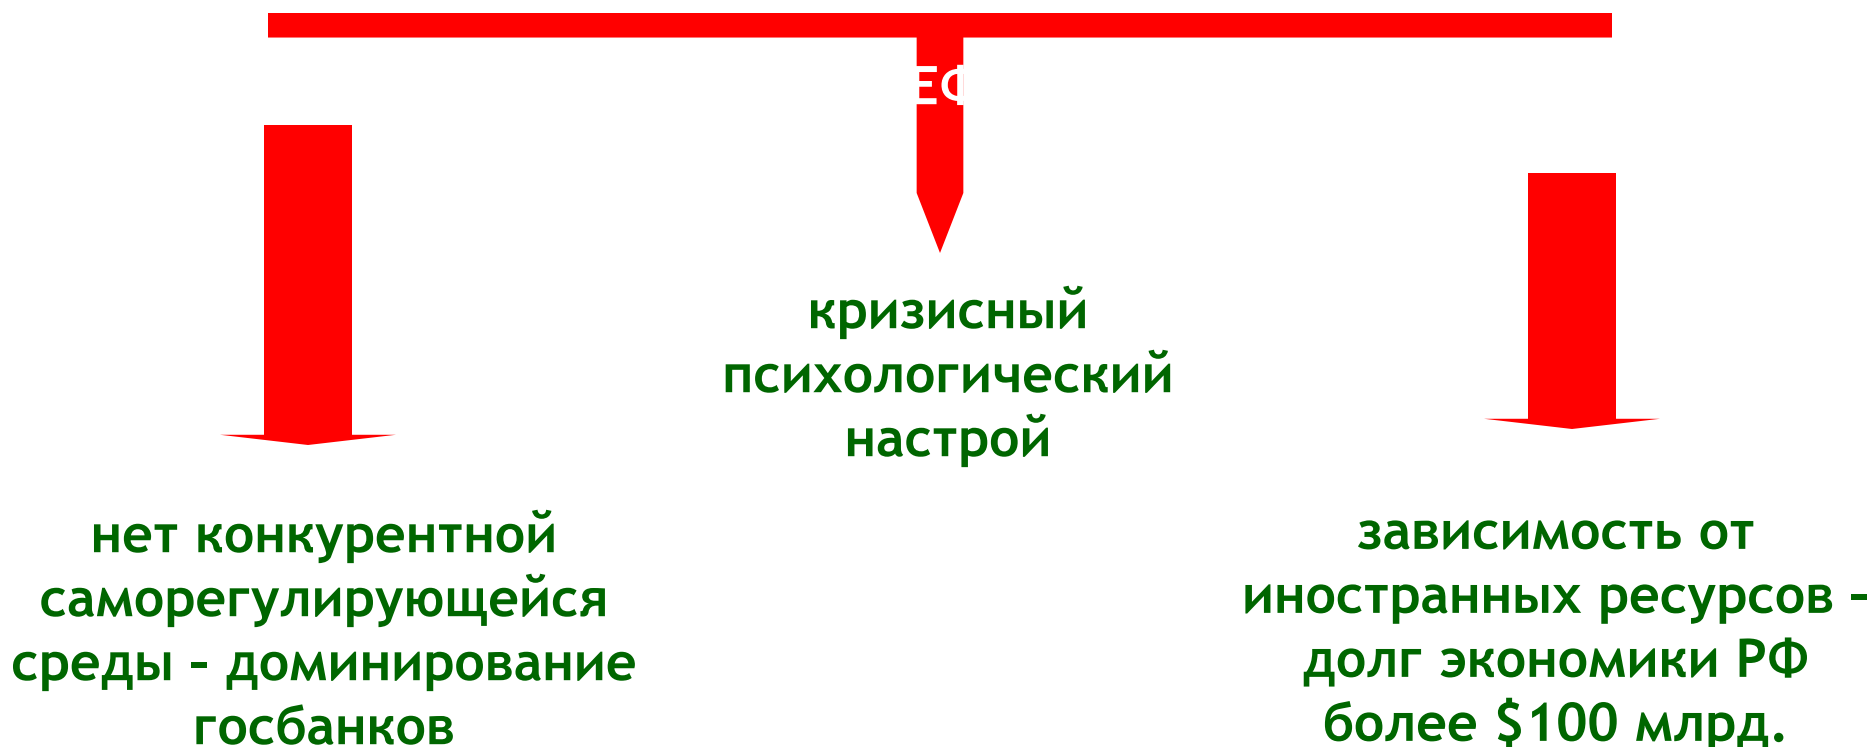 кризисный
психологический
настрой
нет конкурентной
саморегулирующейся
среды – доминирование
госбанков
зависимость от
иностранных ресурсов –
долг экономики РФ
более $100 млрд.